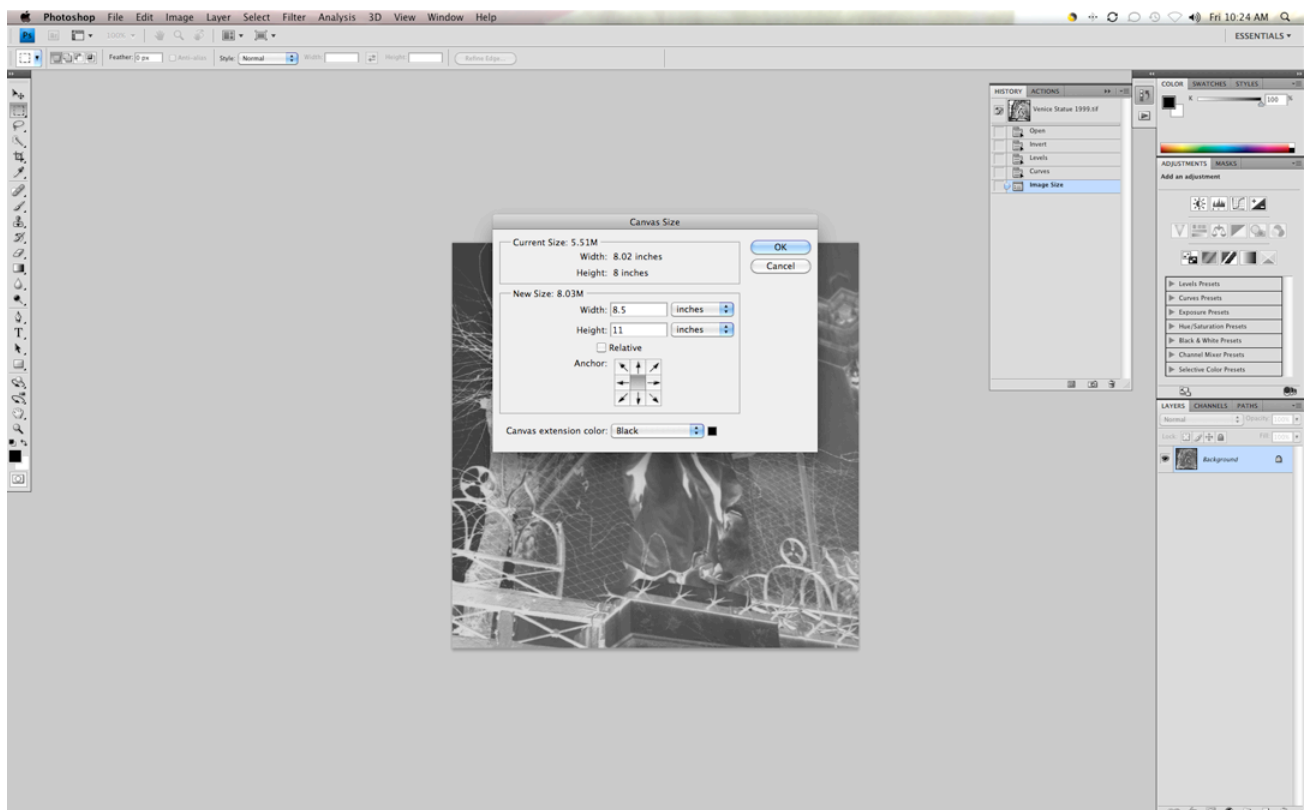 Photoshop File Edit Image Layer Select Filter Analysis 3D View Window Help Fri 10:24 AM
Ps Br 100% ESSENTIALS
Feather: 0 px Anti-alias Style: Normal Width: Height: Refine Edge...
HISTORY ACTIONS
Venice Statue 1999.tif
Open
Invert
Levels
Curves
Image Size
COLOR SWATCHES STYLES
K 100 %
ADJUSTMENTS MASKS
Add an adjustment
Levels Presets
Curves Presets
Exposure Presets
Hue/Saturation Presets
Black & White Presets
Channel Mixer Presets
Selective Color Presets
LAYERS CHANNELS PATHS
Normal Opacity: 100%
Lock: Fill: 100%
Background
Canvas Size
Current Size: 5.51M
Width: 8.02 inches
Height: 8 inches
New Size: 8.03M
Width: 8.5 inches
Height: 11 inches
Relative
Anchor:
Canvas extension color: Black
OK
Cancel